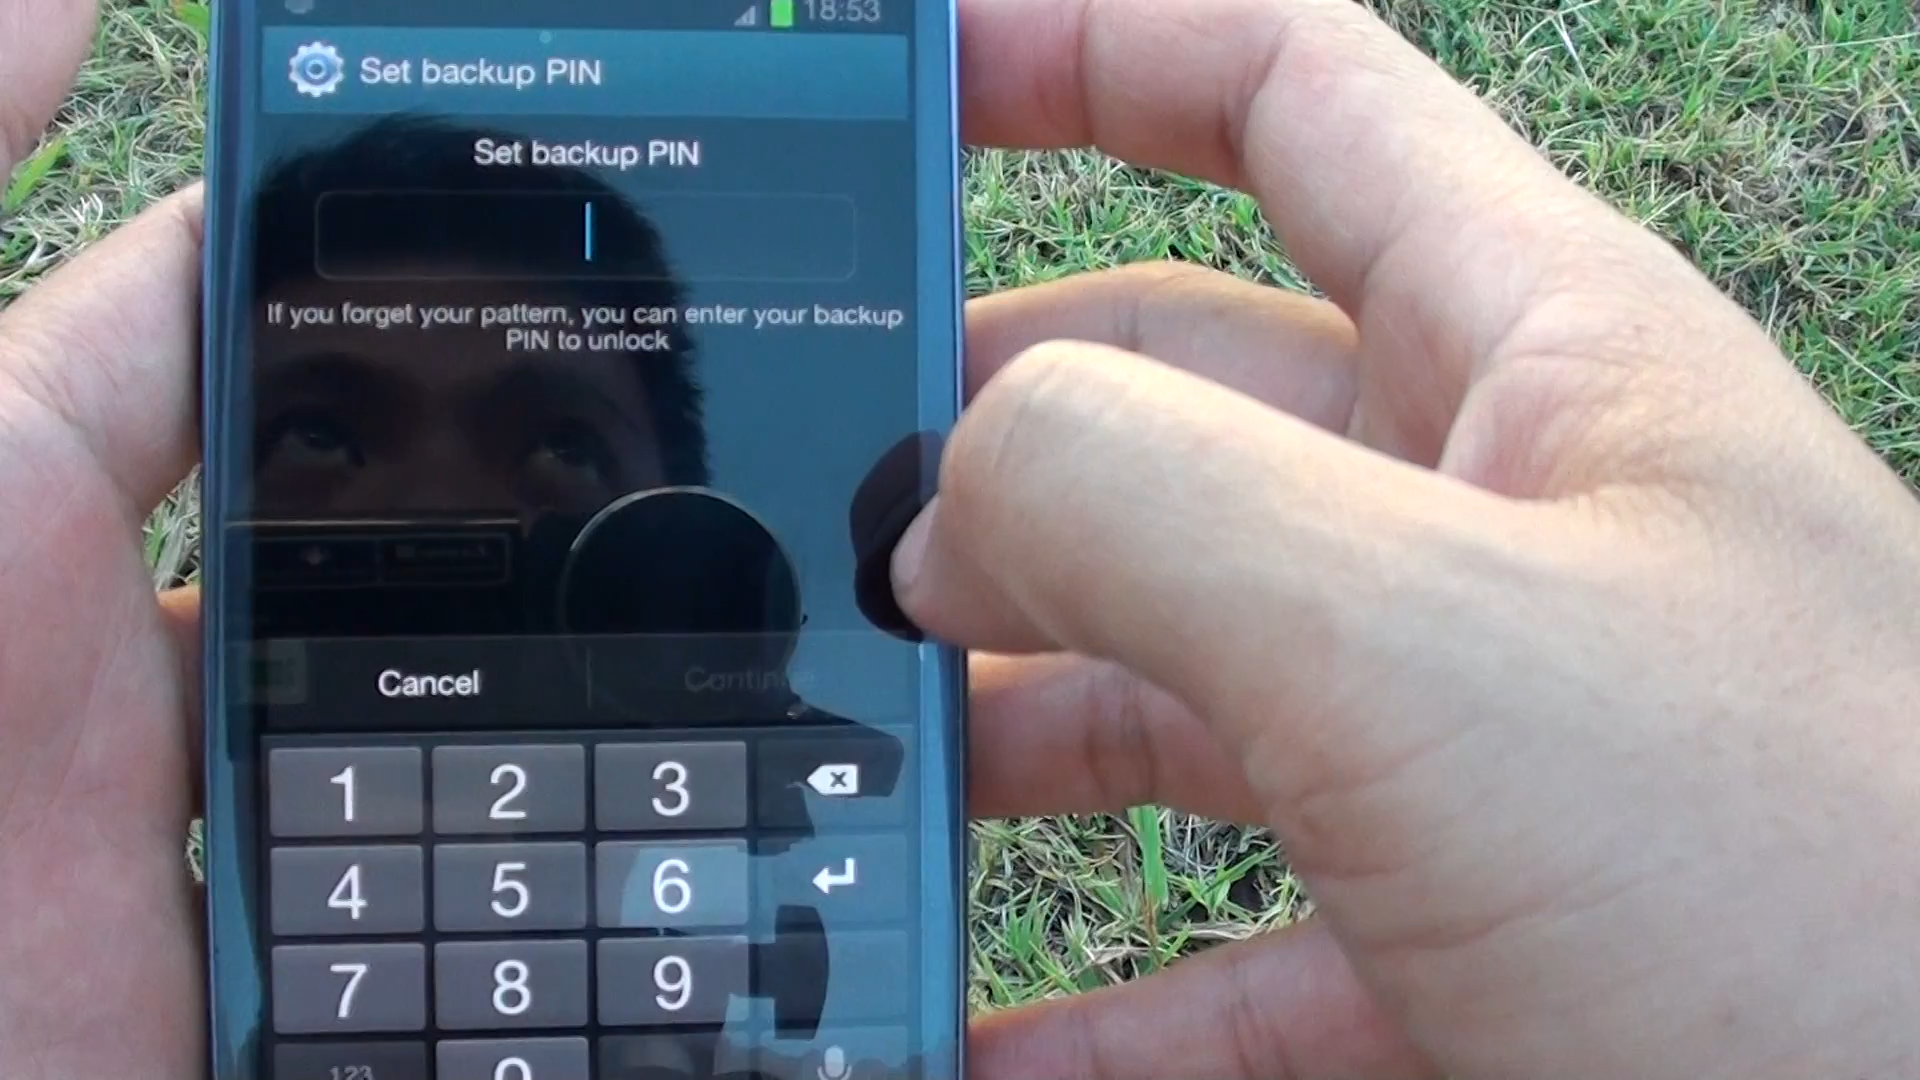 18:53
Set backup PIN
Set backup PIN
If you forget your pattern, you can enter your backup
PIN to unlock
Cancel Continue
1 2 3
4 5 6
7 8 9
123 0